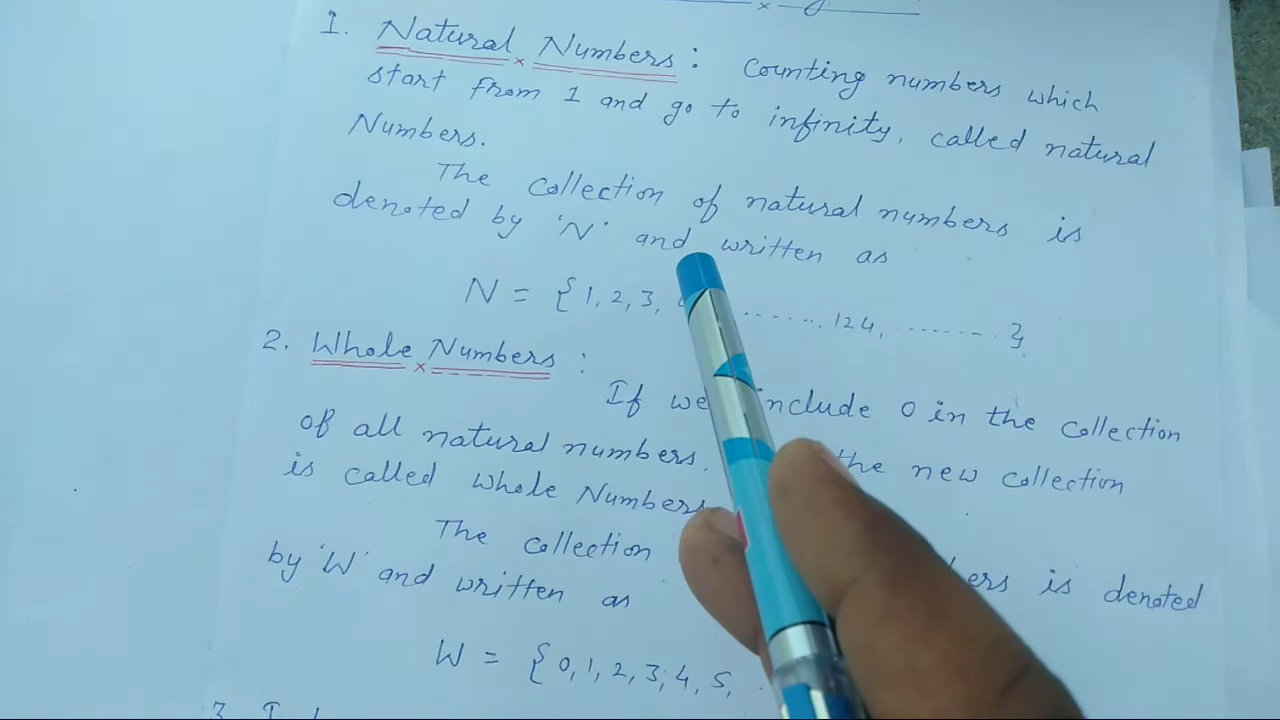 1. Natural Numbers: Counting numbers which
start from 1 and go to infinity, called natural
Numbers.
The collection of natural numbers is
denoted by 'N' and written as
N = {1, 2, 3, ......., 124, ........ }
2. Whole Numbers :
If we include 0 in the collection
of all natural numbers, the new collection
is called Whole Numbers
The collection is denoted
by 'W' and written as
W = {0, 1, 2, 3, 4, 5,
3.